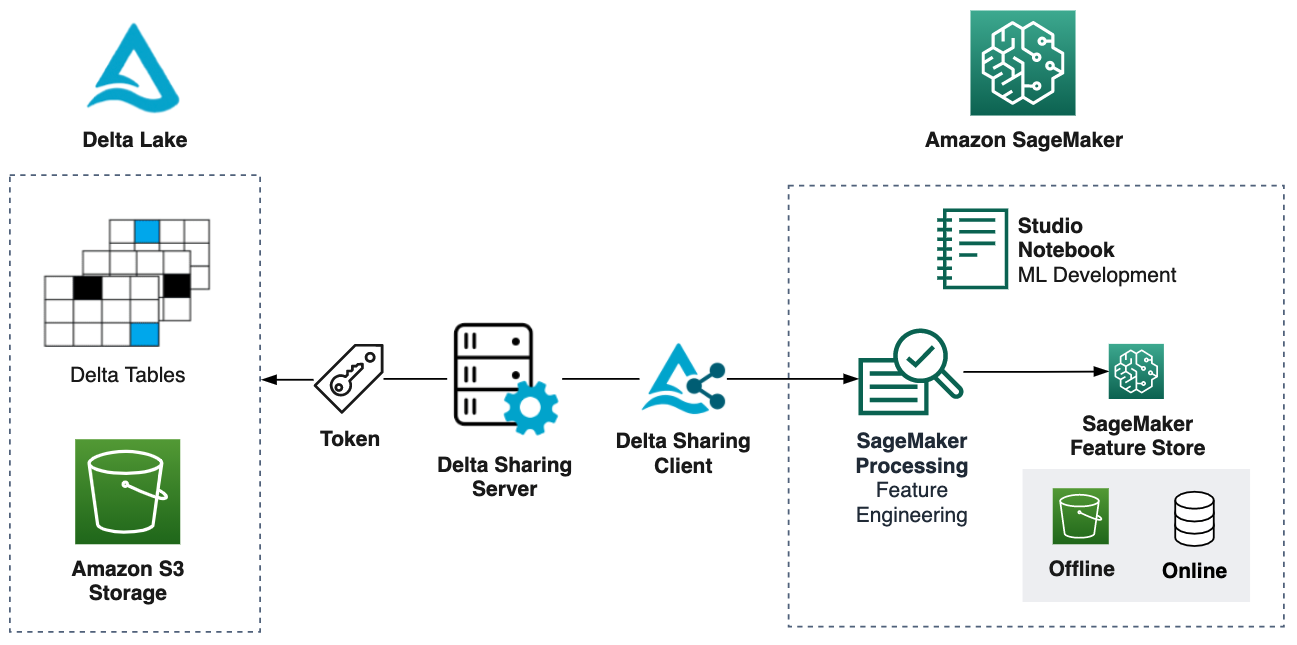 Delta Lake
Delta Tables
Amazon S3
Storage
Token
Delta Sharing
Server
Delta Sharing
Client
Amazon SageMaker
Studio
Notebook
ML Development
SageMaker
Processing
Feature
Engineering
SageMaker
Feature Store
Offline
Online